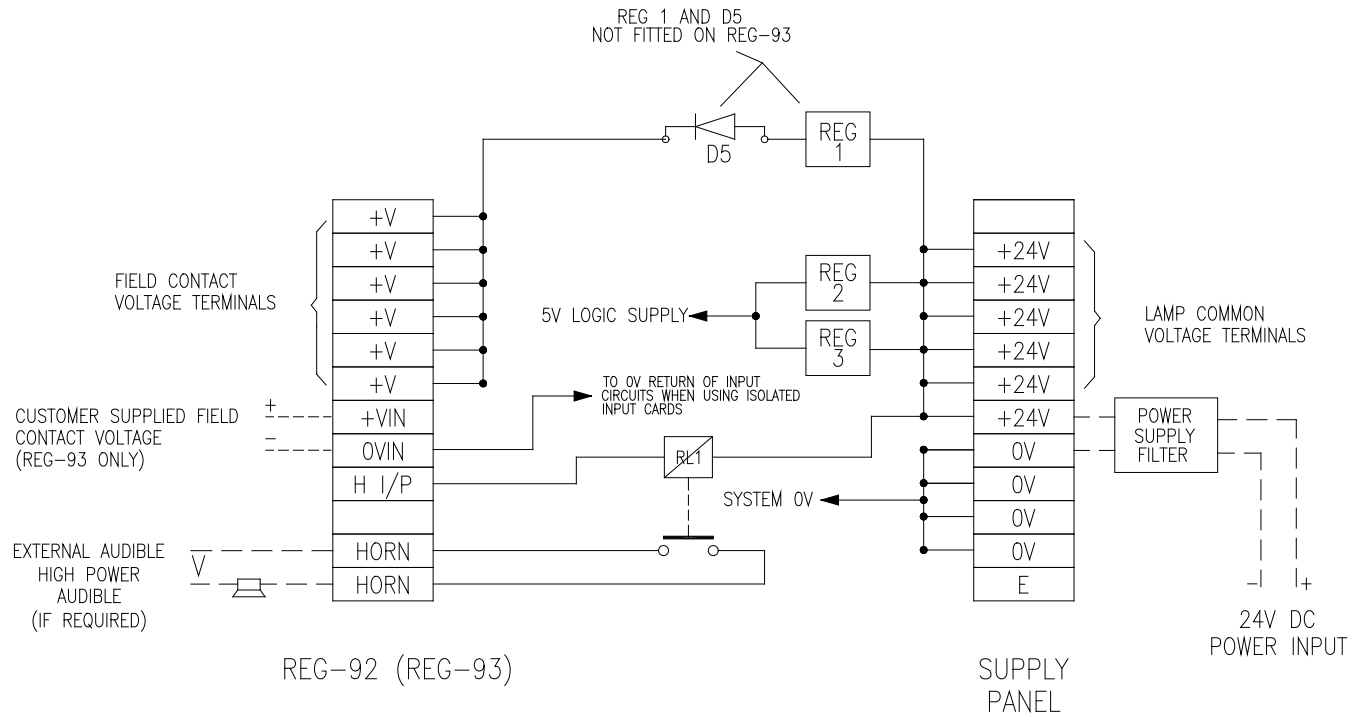 REG 1 AND D5
NOT FITTED ON REG-93
D5
REG
1
+V
+V
+V
+V
+V
+V
+VIN
0VIN
H I/P
HORN
HORN
FIELD CONTACT
VOLTAGE TERMINALS
+
-
CUSTOMER SUPPLIED FIELD
CONTACT VOLTAGE
(REG-93 ONLY)
EXTERNAL AUDIBLE
HIGH POWER
AUDIBLE
(IF REQUIRED)
V
REG-92 (REG-93)
5V LOGIC SUPPLY
REG
2
REG
3
TO 0V RETURN OF INPUT
CIRCUITS WHEN USING ISOLATED
INPUT CARDS
RL1
SYSTEM 0V
+24V
+24V
+24V
+24V
+24V
+24V
0V
0V
0V
0V
E
LAMP COMMON
VOLTAGE TERMINALS
POWER
SUPPLY
FILTER
- +
24V DC
POWER INPUT
SUPPLY
PANEL